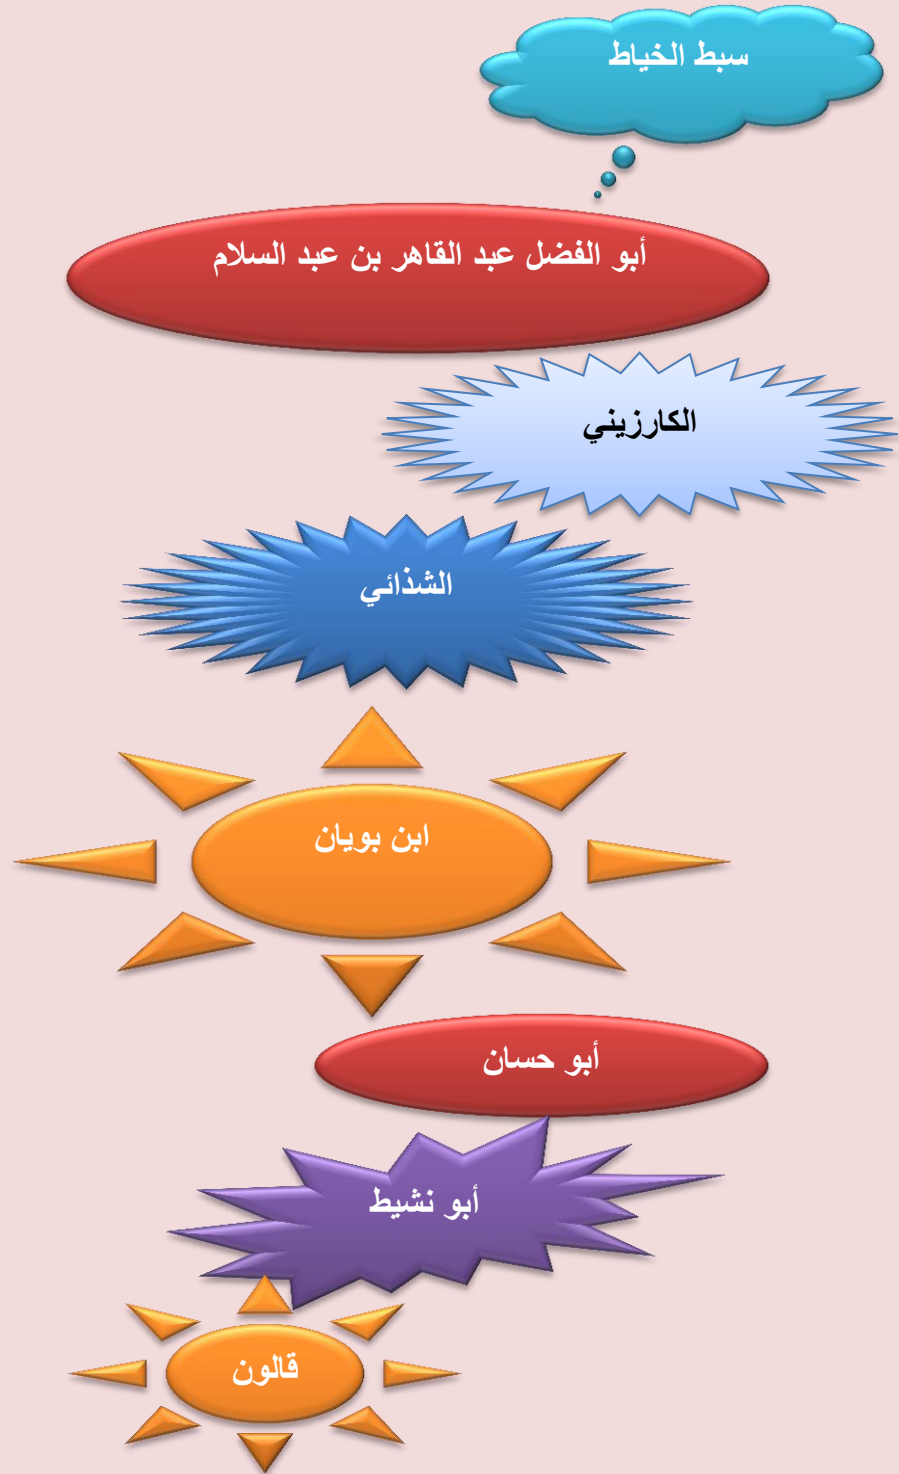 سبط الخياط
أبو الفضل عبد القاهر بن عبد السلام
الكارزيني
الشذائي
ابن بويان
أبو حسان
أبو نشيط
قالون